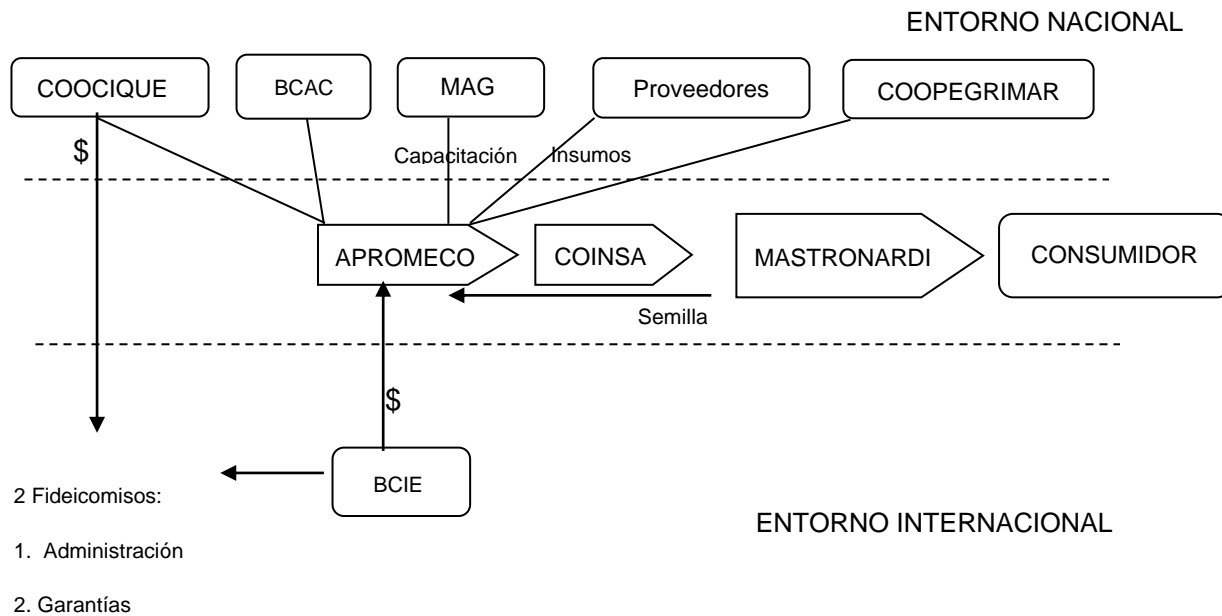 ENTORNO NACIONAL
COOCIQUE
BCAC
MAG
Proveedores
COOPEGRIMAR
$
Capacitación
Insumos
APROMECO
COINSA
MASTRONARDI
CONSUMIDOR
Semilla
$
BCIE
2 Fideicomisos:
ENTORNO INTERNACIONAL
1. Administración
2. Garantías